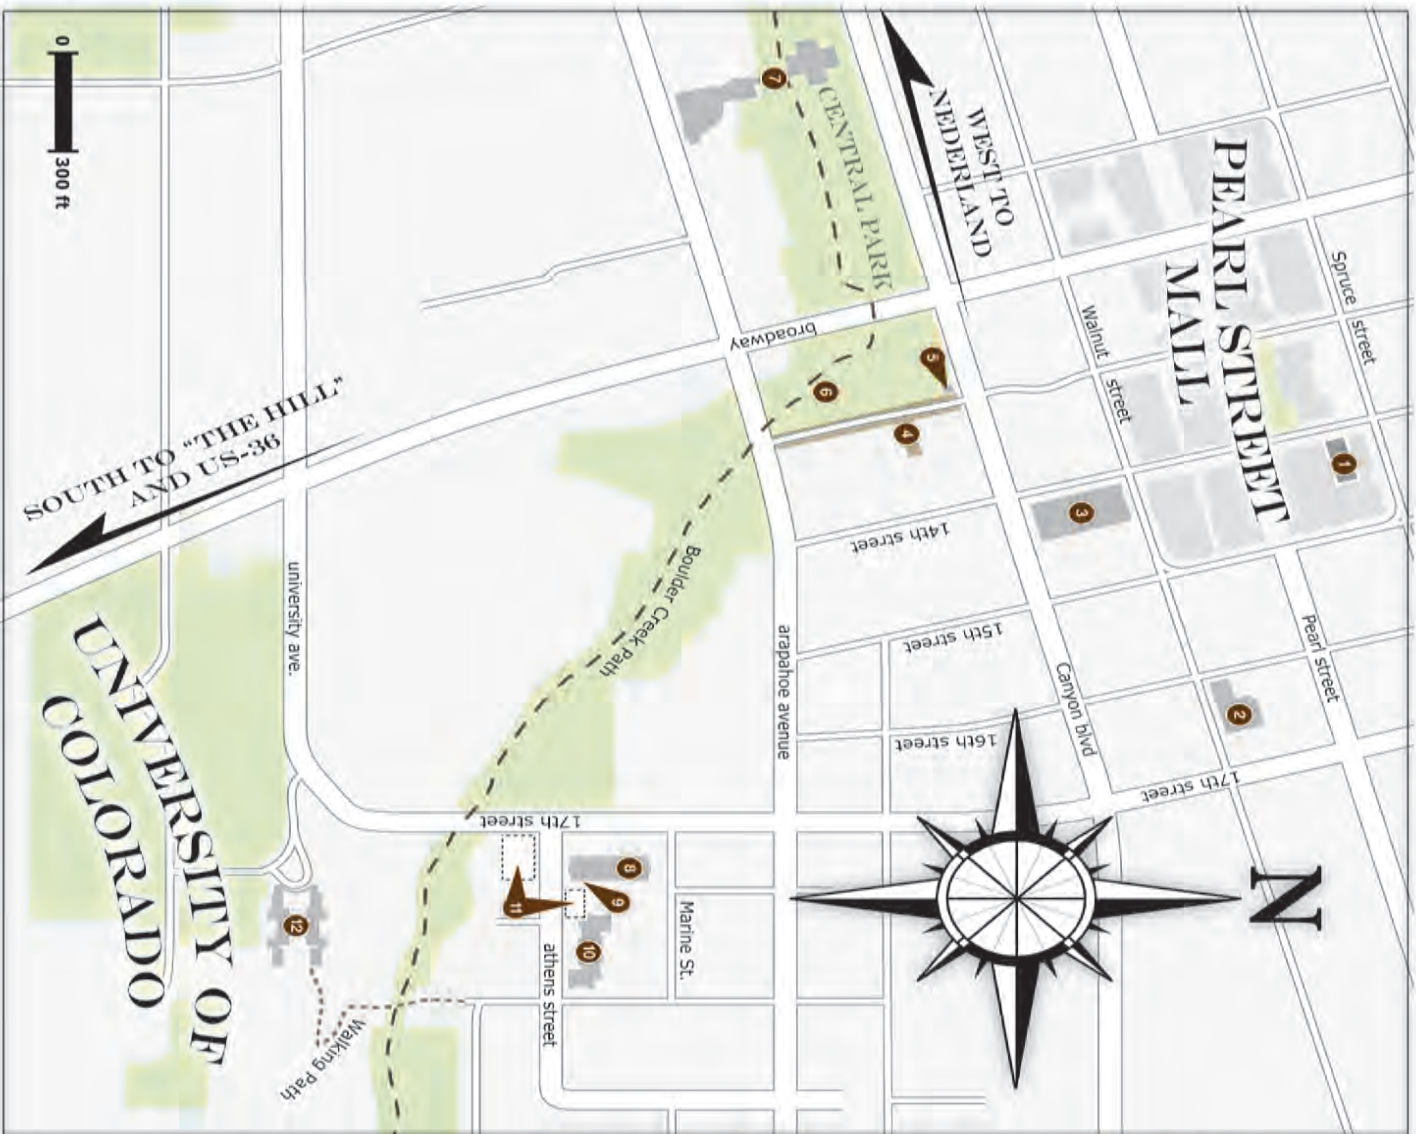 0
300 ft
7
CENTRAL PARK
WEST TO
NEDERLAND
PEARL STREET
MALL
Spruce street
Walnut street
broadway
5
6
4
1
3
SOUTH TO "THE HILL"
AND US-36
14th street
Boulder Creek Path
university ave.
arapahoe avenue
15th street
Canyon blvd
Pearl street
2
16th street
17th street
17th street
UNIVERSITY OF
COLORADO
8
9
11
10
12
Marine St.
athens street
Walking Path
N